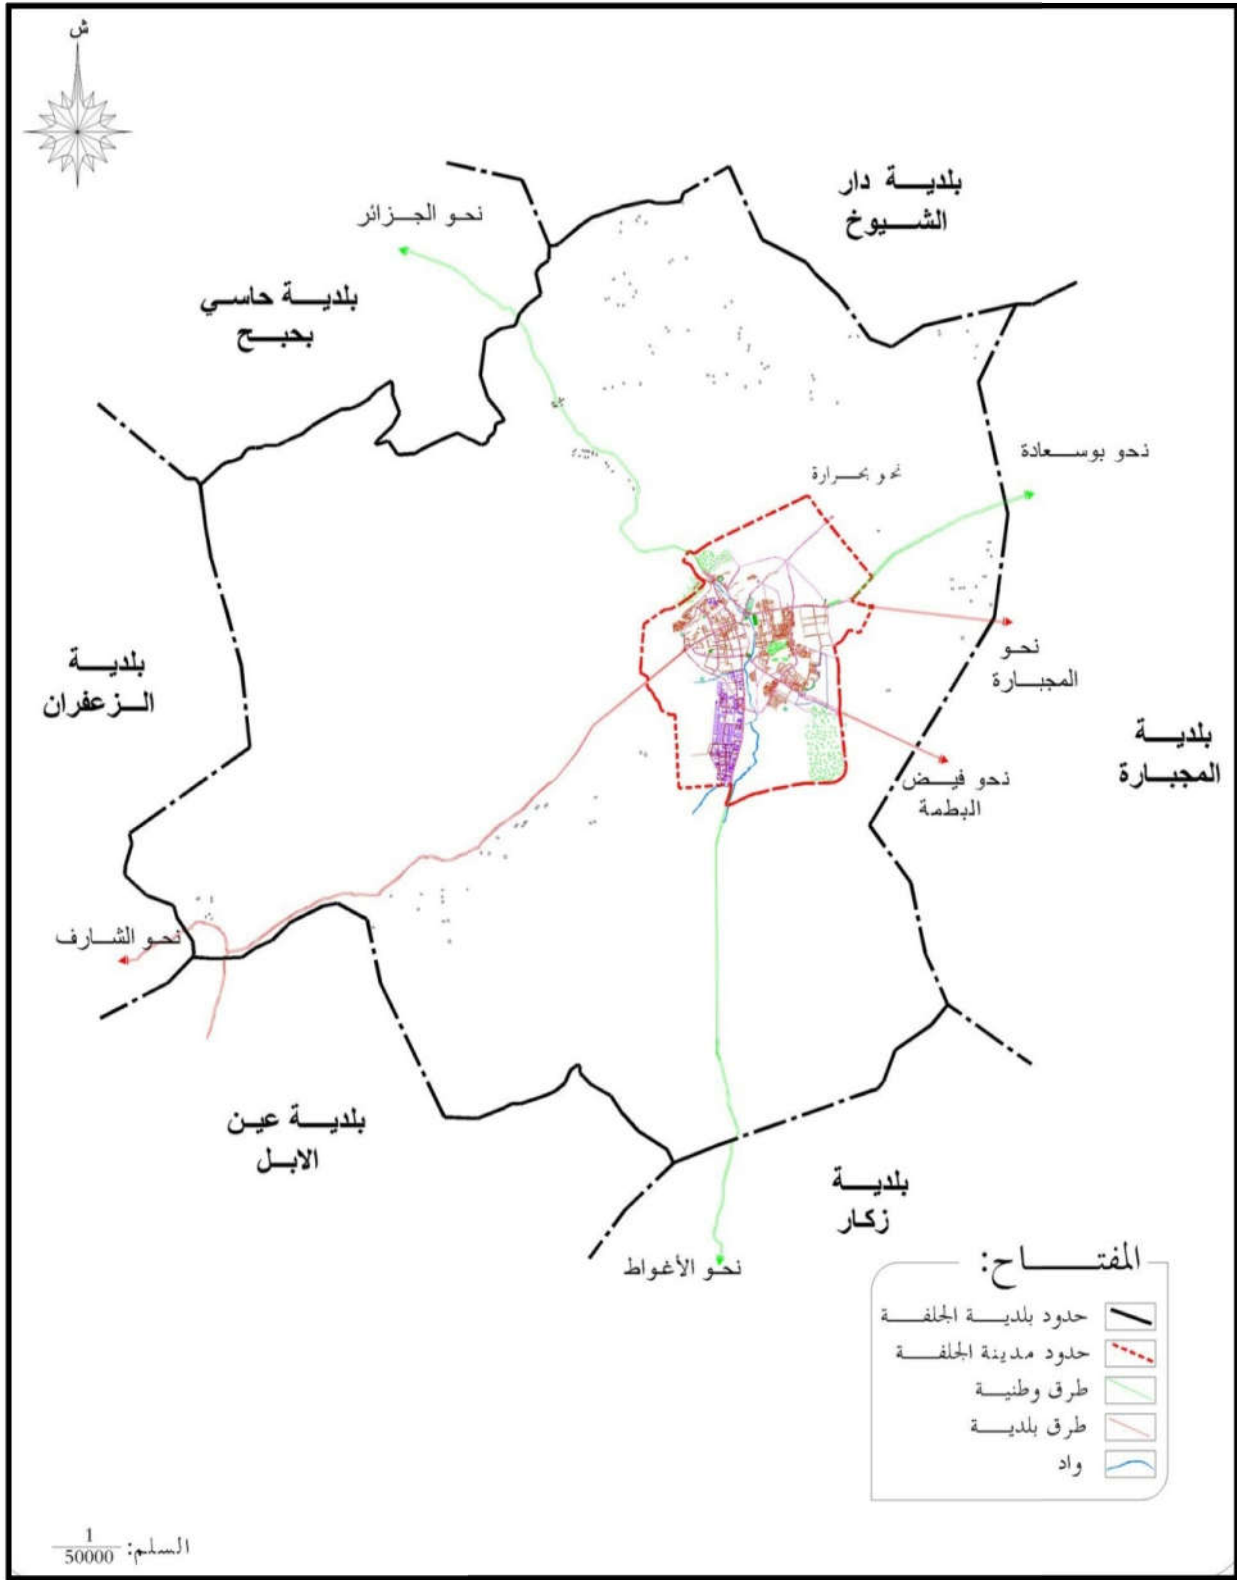 ش
بلدية دار
الشيوخ
نحو الجزائر
بلدية حاسي
بحبح
نحو بوسعادة
نحو بحرارة
نحو
المجبارة
بلدية
الزعفران
بلدية
المجبارة
نحو فيض
البطمة
نحو الشارف
بلدية عين
الابل
بلدية
زكار
نحو الأغواط
المفتاح:
حدود بلدية الجلفة
حدود مدينة الجلفة
طرق وطنية
طرق بلدية
واد
السلم: 1/50000